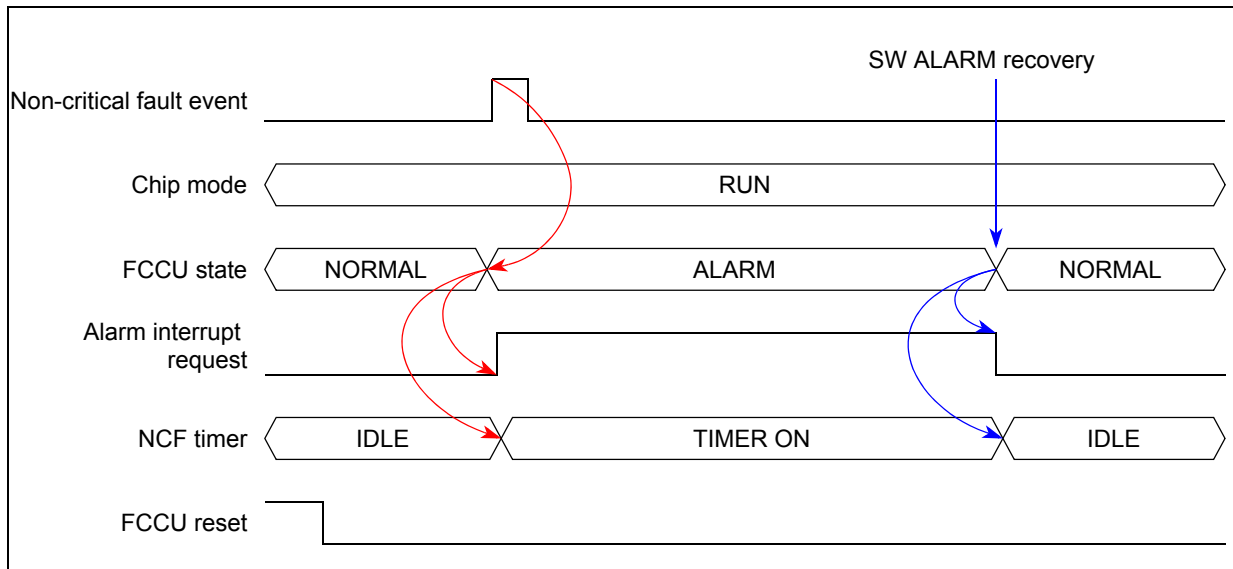 SW ALARM recovery
Non-critical fault event
Chip mode
RUN
FCCU state
NORMAL
ALARM
NORMAL
Alarm interrupt
request
NCF timer
IDLE
TIMER ON
IDLE
FCCU reset